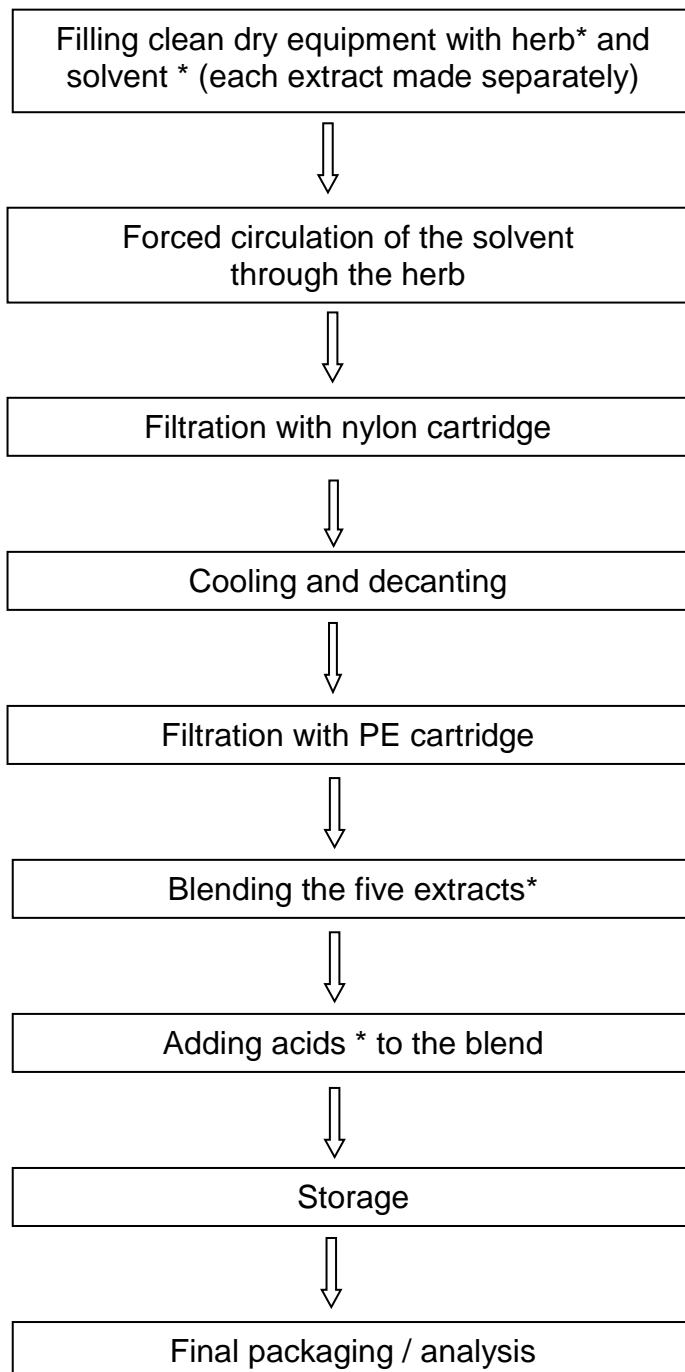 Filling clean dry equipment with herb* and
solvent * (each extract made separately)
Forced circulation of the solvent
through the herb
Filtration with nylon cartridge
Cooling and decanting
Filtration with PE cartridge
Blending the five extracts*
Adding acids * to the blend
Storage
Final packaging / analysis